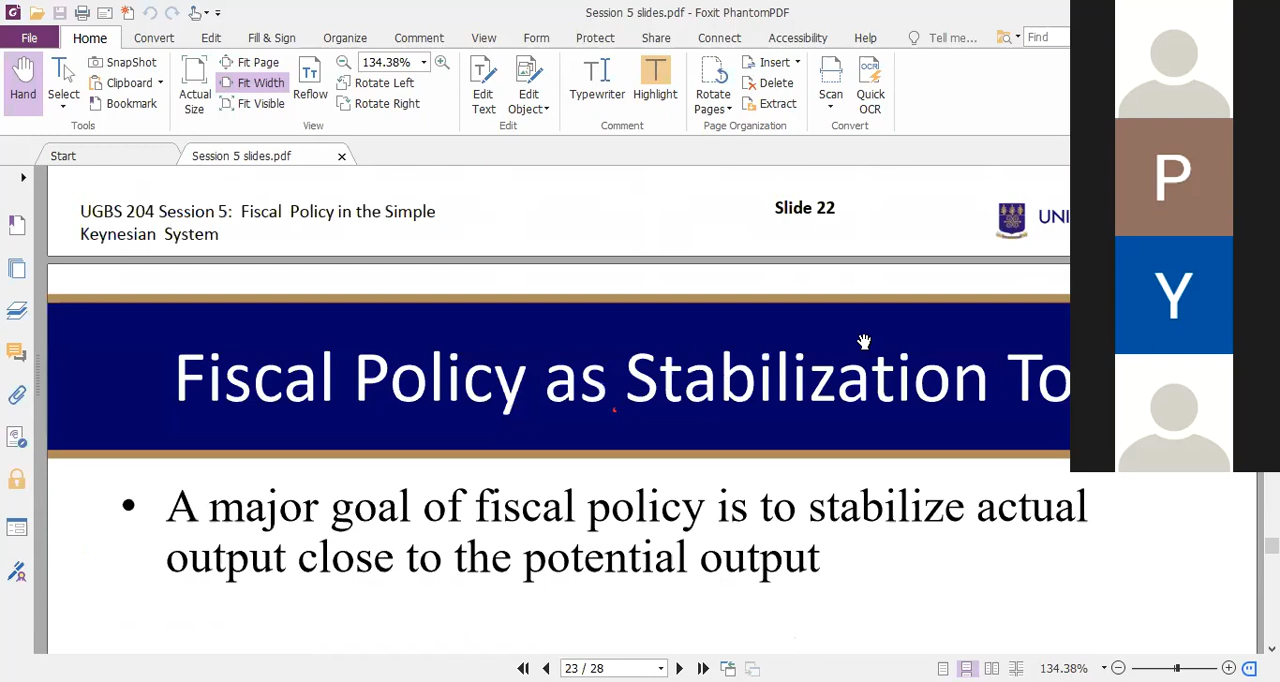 Session 5 slides.pdf - Foxit PhantomPDF
File Home Convert Edit Fill & Sign Organize Comment View Form Protect Share Connect Accessibility Help Tell me... Find
Hand
Select
SnapShot
Clipboard
Bookmark
Tools
Actual Size
Fit Page
Fit Width
Fit Visible
Reflow
134.38%
Rotate Left
Rotate Right
View
Edit Text
Edit Object
Edit
Typewriter
Highlight
Comment
Rotate Pages
Insert
Delete
Extract
Page Organization
Scan
OCR
Quick OCR
Convert
Start
Session 5 slides.pdf
UGBS 204 Session 5: Fiscal Policy in the Simple
Keynesian System
Slide 22
UNI
Fiscal Policy as Stabilization To
• A major goal of fiscal policy is to stabilize actual
output close to the potential output
P
Y
23 / 28
134.38%